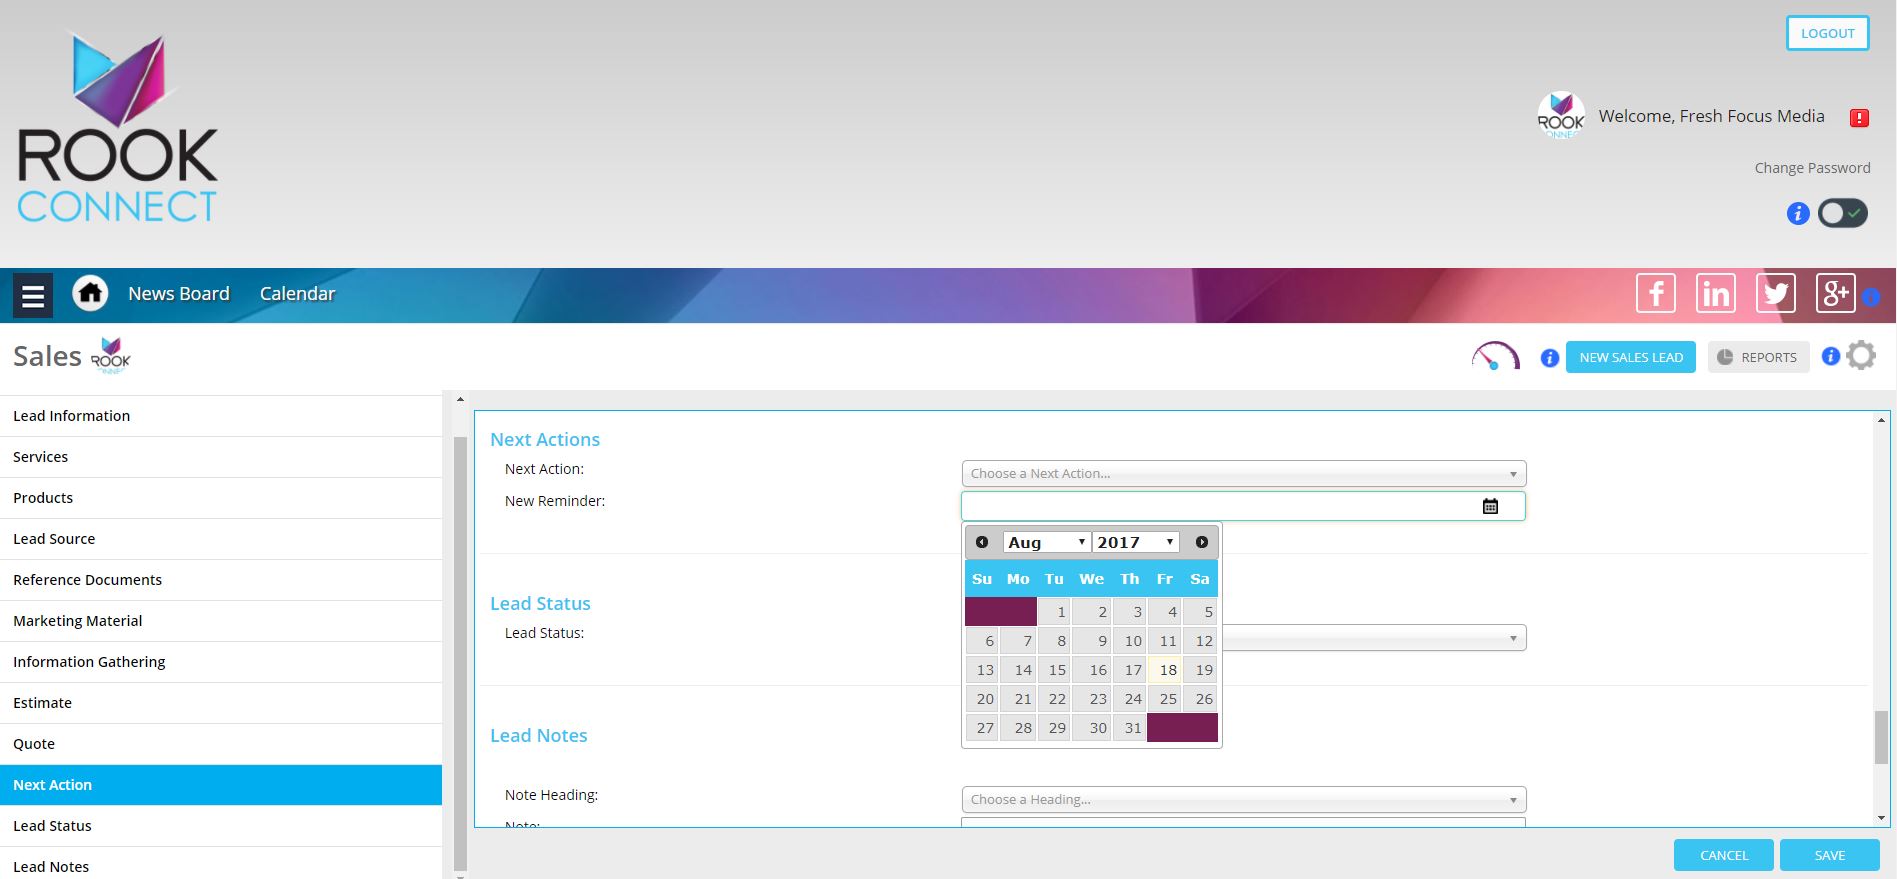 LOGOUT
ROOK
CONNECT
ROOK
CONNECT
Welcome, Fresh Focus Media
Change Password
News Board
Calendar
Sales
ROOK
CONNECT
NEW SALES LEAD
REPORTS
Lead Information
Services
Products
Lead Source
Reference Documents
Marketing Material
Information Gathering
Estimate
Quote
Next Action
Lead Status
Lead Notes
Next Actions
Next Action:
Choose a Next Action...
New Reminder:
Aug 2017
Su Mo Tu We Th Fr Sa
1 2 3 4 5
6 7 8 9 10 11 12
13 14 15 16 17 18 19
20 21 22 23 24 25 26
27 28 29 30 31
Lead Status
Lead Status:
Lead Notes
Note Heading:
Choose a Heading...
Note:
CANCEL
SAVE